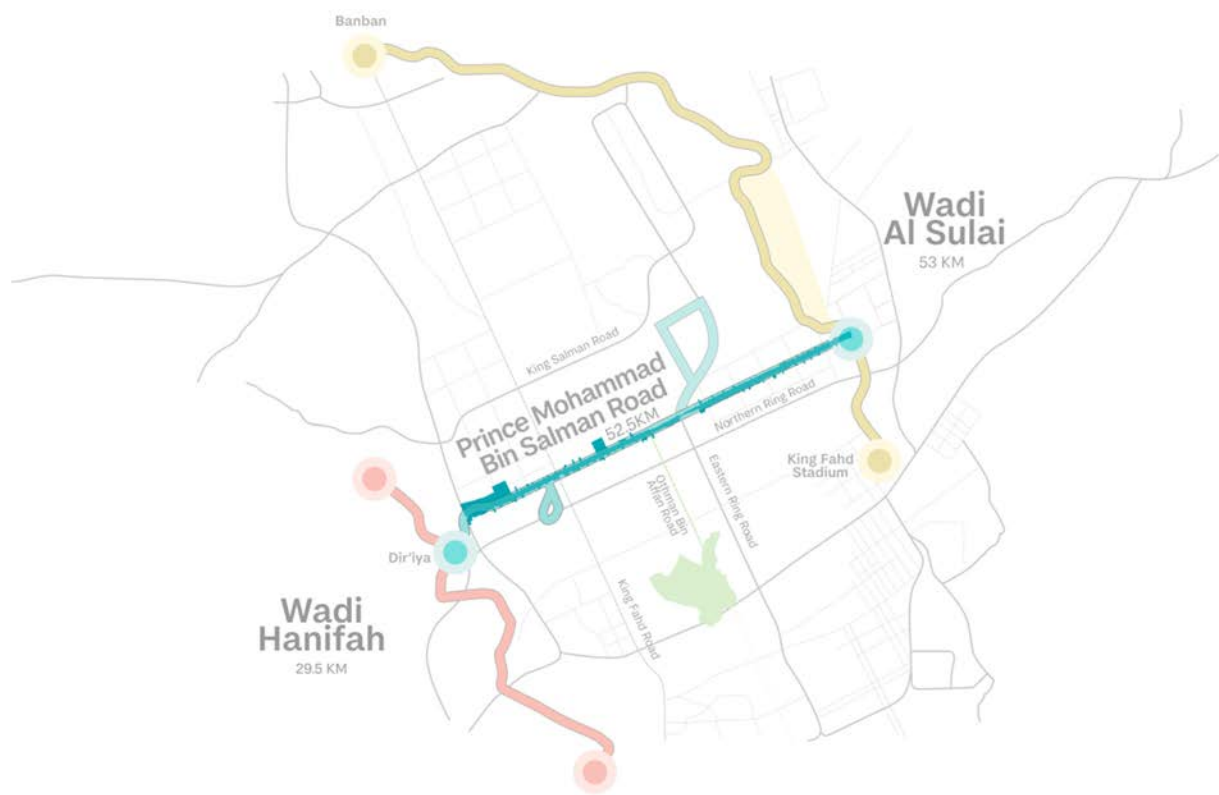 Banban
Wadi
Al Sulai
53 KM
King Salman Road
Prince Mohammad
Bin Salman Road
52.5KM
Northern Ring Road
King Fahd
Stadium
Othman Bin
Affan Road
Eastern Ring Road
Dir'iya
King Fahd Road
Wadi
Hanifah
29.5 KM